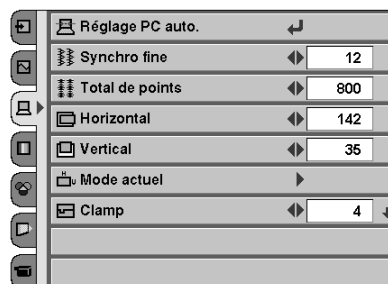 Réglage PC auto.
Synchro fine 12
Total de points 800
Horizontal 142
Vertical 35
H V Mode actuel
Clamp 4